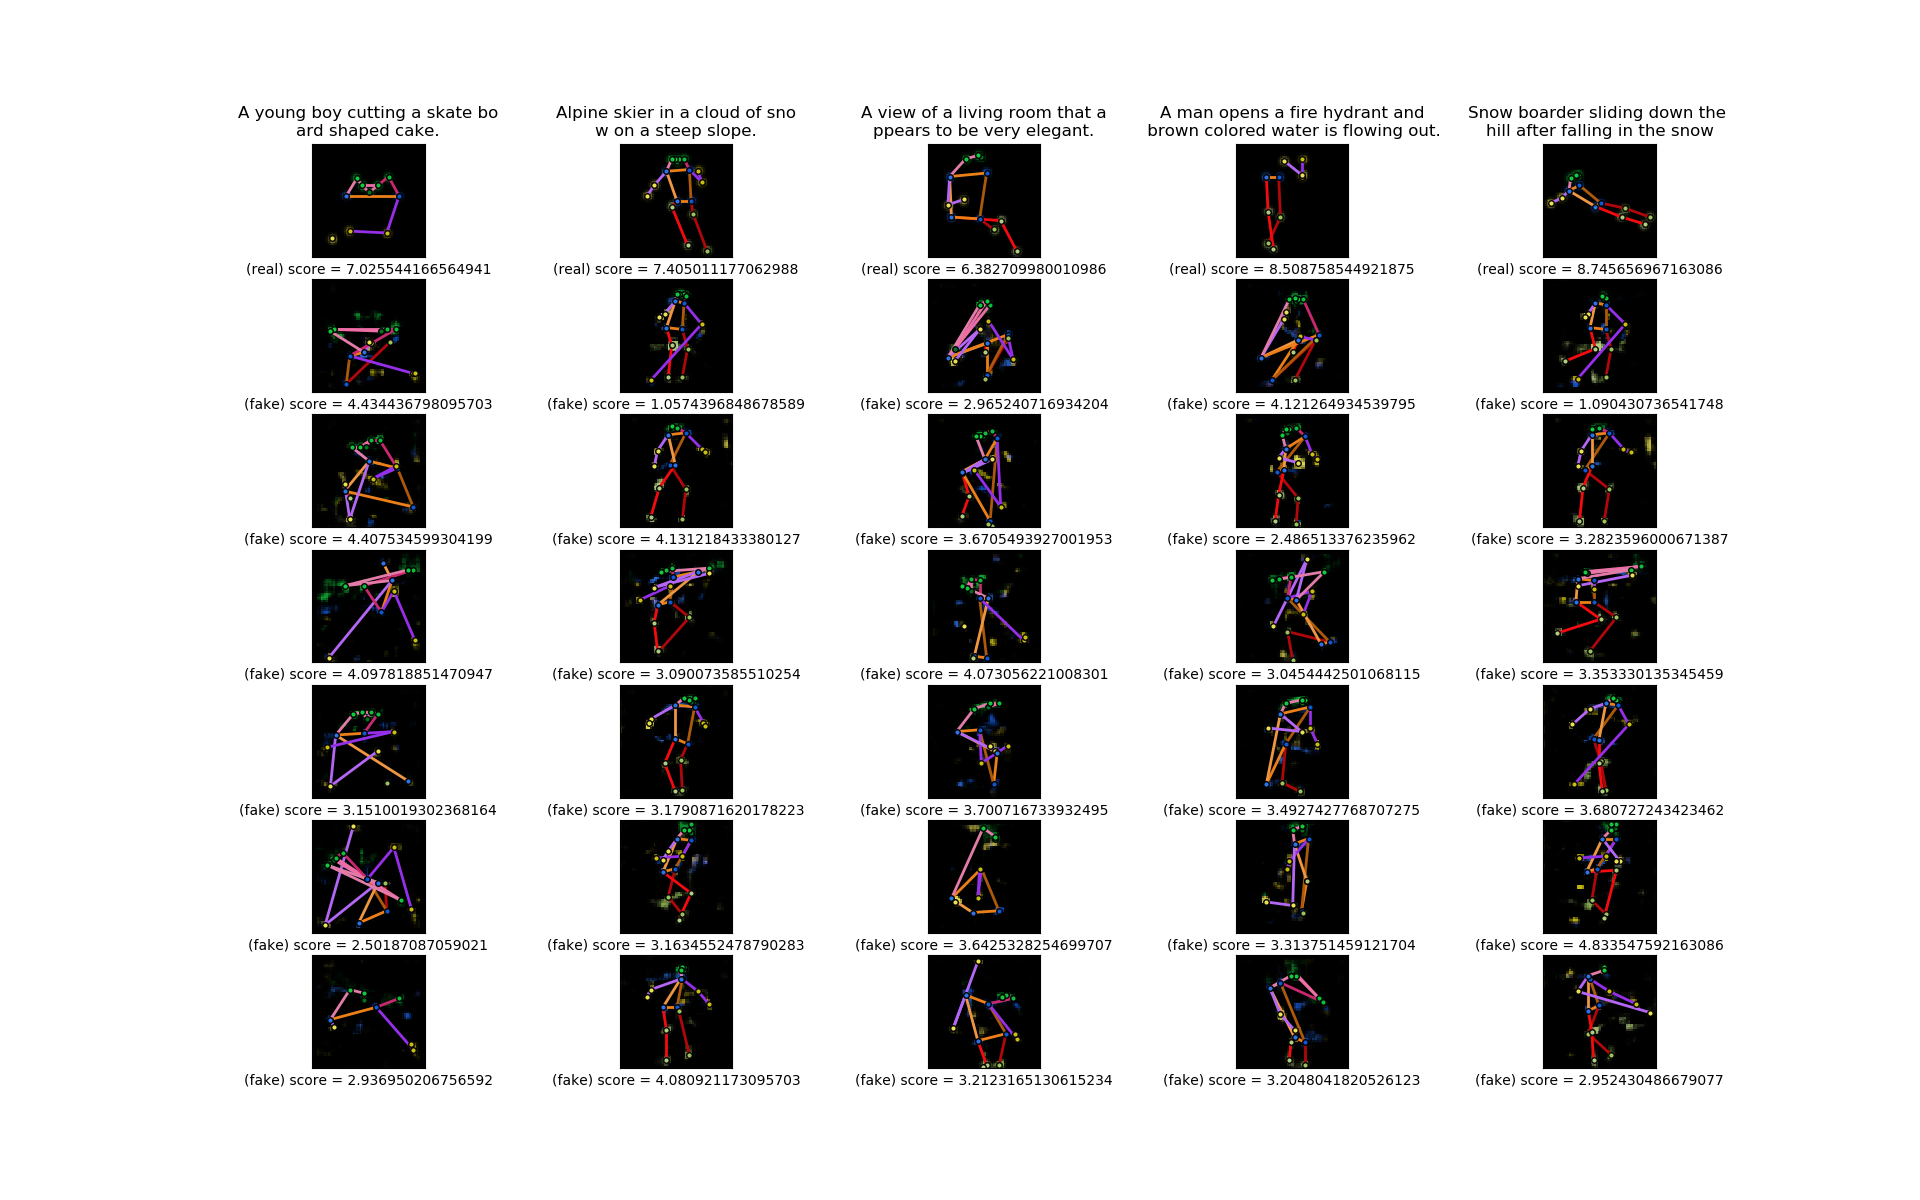 A young boy cutting a skate bo
ard shaped cake.
Alpine skier in a cloud of sno
w on a steep slope.
A view of a living room that a
ppears to be very elegant.
A man opens a fire hydrant and
brown colored water is flowing out.
Snow boarder sliding down the
hill after falling in the snow
(real) score = 7.025544166564941
(real) score = 7.405011177062988
(real) score = 6.382709980010986
(real) score = 8.508758544921875
(real) score = 8.745656967163086
(fake) score = 4.434436798095703
(fake) score = 1.0574396848678589
(fake) score = 2.965240716934204
(fake) score = 4.121264934539795
(fake) score = 1.090430736541748
(fake) score = 4.407534599304199
(fake) score = 4.131218433380127
(fake) score = 3.6705493927001953
(fake) score = 2.486513376235962
(fake) score = 3.2823596000671387
(fake) score = 4.097818851470947
(fake) score = 3.090073585510254
(fake) score = 4.073056221008301
(fake) score = 3.0454442501068115
(fake) score = 3.353330135345459
(fake) score = 3.1510019302368164
(fake) score = 3.1790871620178223
(fake) score = 3.700716733932495
(fake) score = 3.4927427768707275
(fake) score = 3.680727243423462
(fake) score = 2.50187087059021
(fake) score = 3.1634552478790283
(fake) score = 3.6425328254699707
(fake) score = 3.313751459121704
(fake) score = 4.833547592163086
(fake) score = 2.936950206756592
(fake) score = 4.080921173095703
(fake) score = 3.2123165130615234
(fake) score = 3.2048041820526123
(fake) score = 2.952430486679077